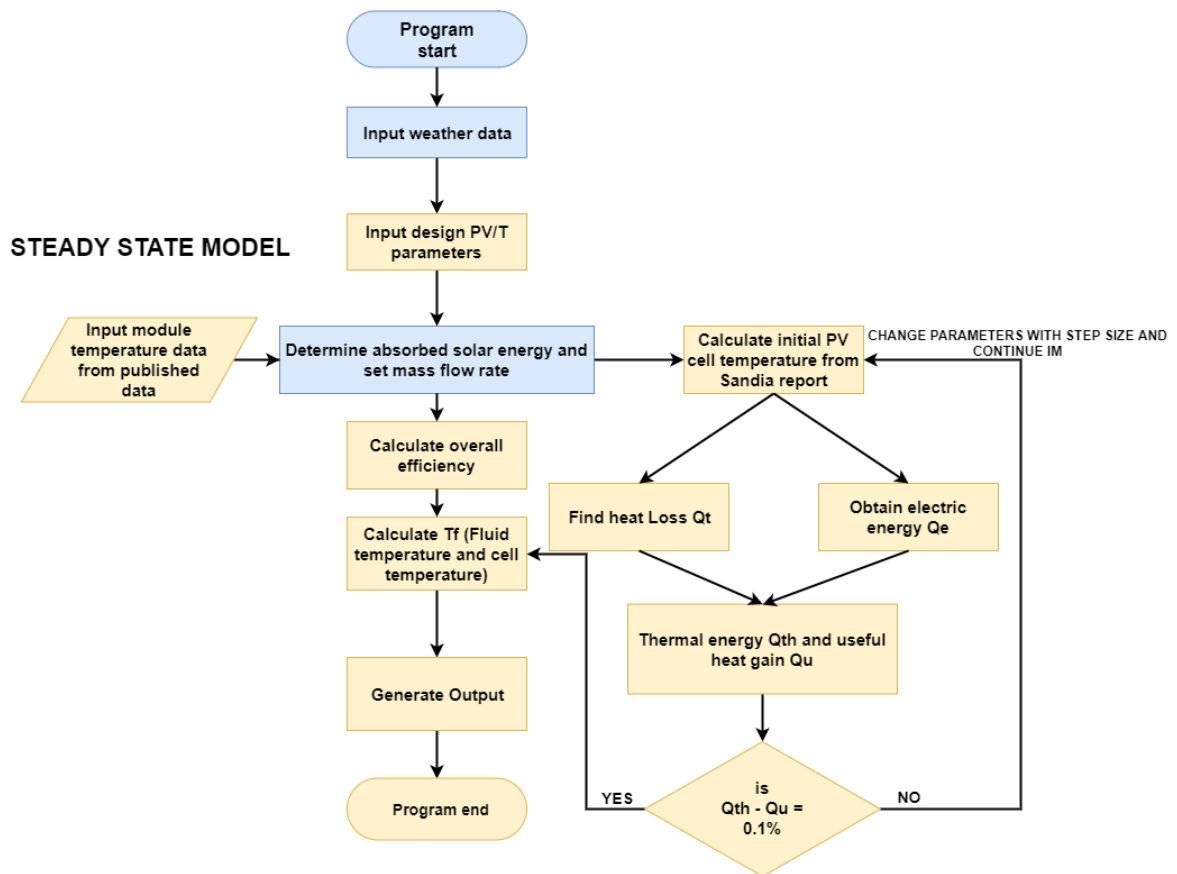 Program
start
Input weather data
Input design PV/T
parameters
STEADY STATE MODEL
Input module
temperature data
from published
data
Determine absorbed solar energy and
set mass flow rate
Calculate initial PV
cell temperature from
Sandia report
CHANGE PARAMETERS WITH STEP SIZE AND
CONTINUE IM
Calculate overall
efficiency
Find heat Loss Qt
Obtain electric
energy Qe
Calculate Tf (Fluid
temperature and cell
temperature)
Thermal energy Qth and useful
heat gain Qu
Generate Output
Program end
YES
is
Qth - Qu =
0.1%
NO